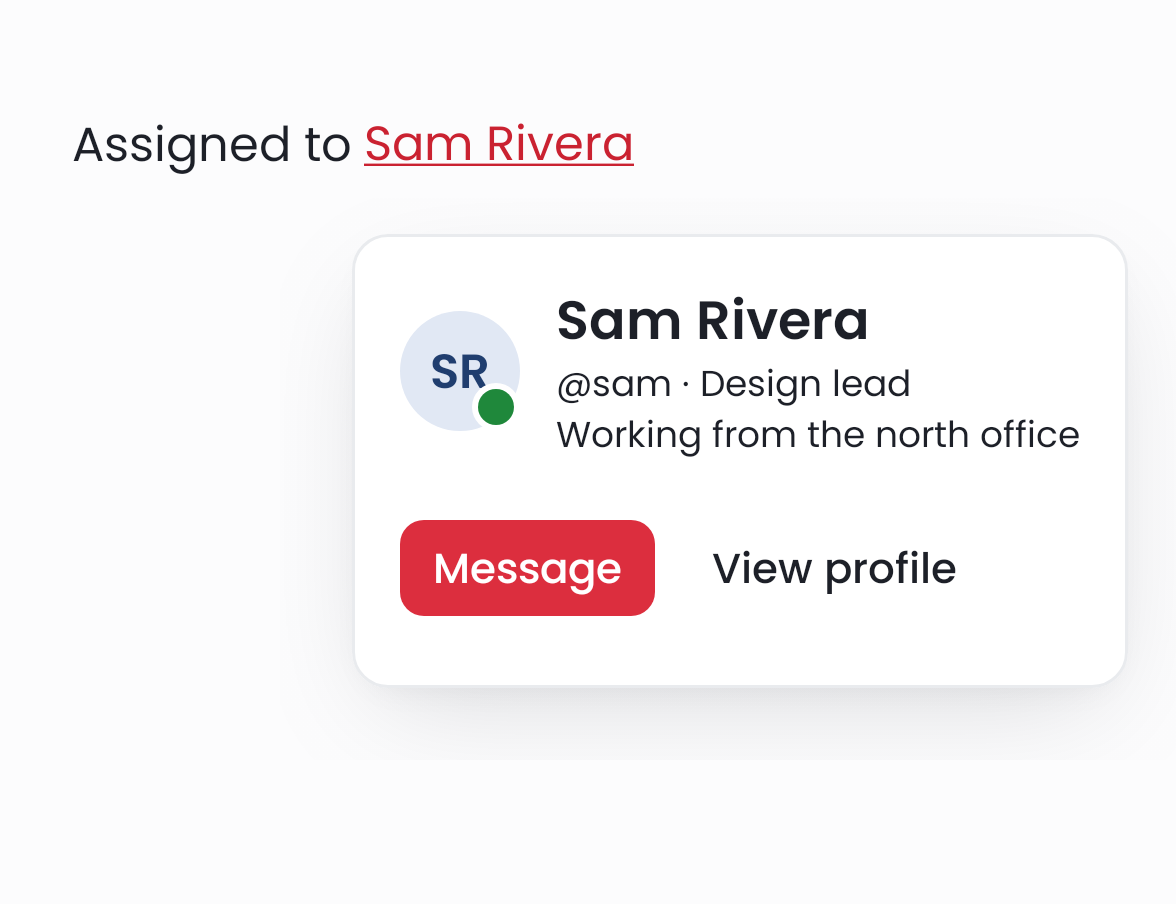 Assigned to Sam Rivera
Sam Rivera
SR
@sam · Design lead
Working from the north office
Message
View profile